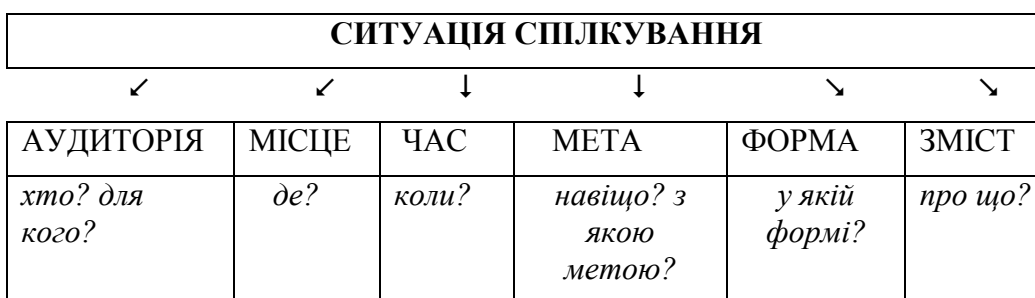 СИТУАЦІЯ СПІЛКУВАННЯ
↙ ↙ ↓ ↓ ↘ ↘
АУДИТОРІЯ МІСЦЕ ЧАС МЕТА ФОРМА ЗМІСТ
хто? для де? коли? навіщо? з у якій про що?
кого? якою формі?
метою?